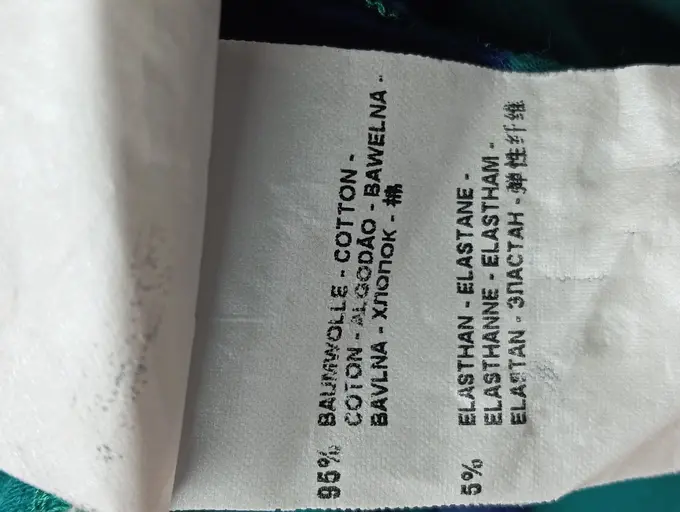 95% BAUMWOLLE - COTTON -
COTON - ALGODÃO - BAWEŁNA -
BAVLNA - ХЛОПОК - 棉
5% ELASTHAN - ELASTANE -
ELASTHANNE - ELASTHAM -
ELASTAN - ЭЛАСТАН - 弹性纤维